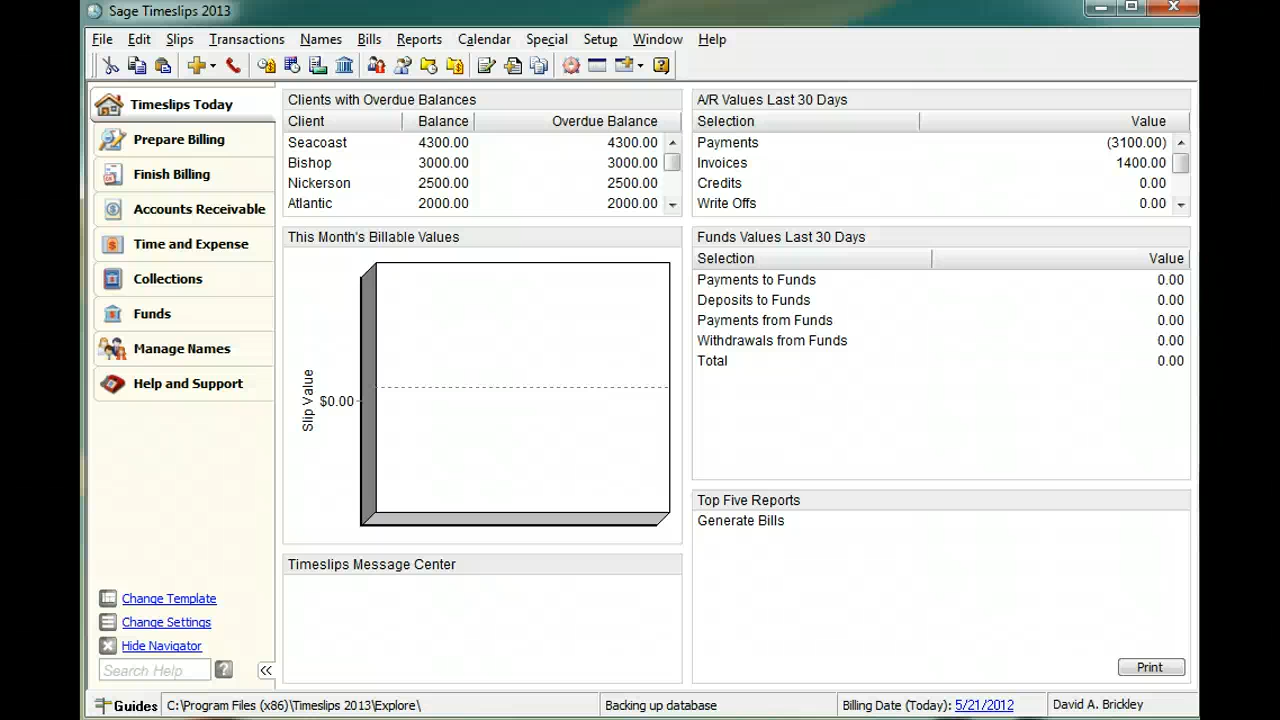 Sage Timeslips 2013
File Edit Slips Transactions Names Bills Reports Calendar Special Setup Window Help
Timeslips Today
Prepare Billing
Finish Billing
Accounts Receivable
Time and Expense
Collections
Funds
Manage Names
Help and Support
Change Template
Change Settings
Hide Navigator
Search Help
Clients with Overdue Balances
Client Balance Overdue Balance
Seacoast 4300.00 4300.00
Bishop 3000.00 3000.00
Nickerson 2500.00 2500.00
Atlantic 2000.00 2000.00
This Month's Billable Values
Slip Value
$0.00
Timeslips Message Center
A/R Values Last 30 Days
Selection Value
Payments (3100.00)
Invoices 1400.00
Credits 0.00
Write Offs 0.00
Funds Values Last 30 Days
Selection Value
Payments to Funds 0.00
Deposits to Funds 0.00
Payments from Funds 0.00
Withdrawals from Funds 0.00
Total 0.00
Top Five Reports
Generate Bills
Print
Guides C:\Program Files (x86)\Timeslips 2013\Explore\ Backing up database Billing Date (Today): 5/21/2012 David A. Brickley